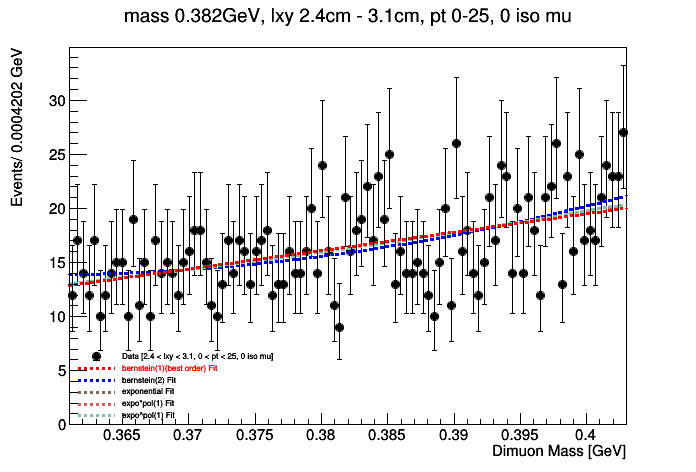 mass 0.382GeV, lxy 2.4cm - 3.1cm, pt 0-25, 0 iso mu
Events/ 0.0004202 GeV
30
25
20
15
10
5
0
Data [2.4 < lxy < 3.1, 0 < pt < 25, 0 iso mu]
bernstein(1)(best order) Fit
bernstein(2) Fit
exponential Fit
expo*pol(1) Fit
expo^pol(1) Fit
0.365 0.37 0.375 0.38 0.385 0.39 0.395 0.4
Dimuon Mass [GeV]